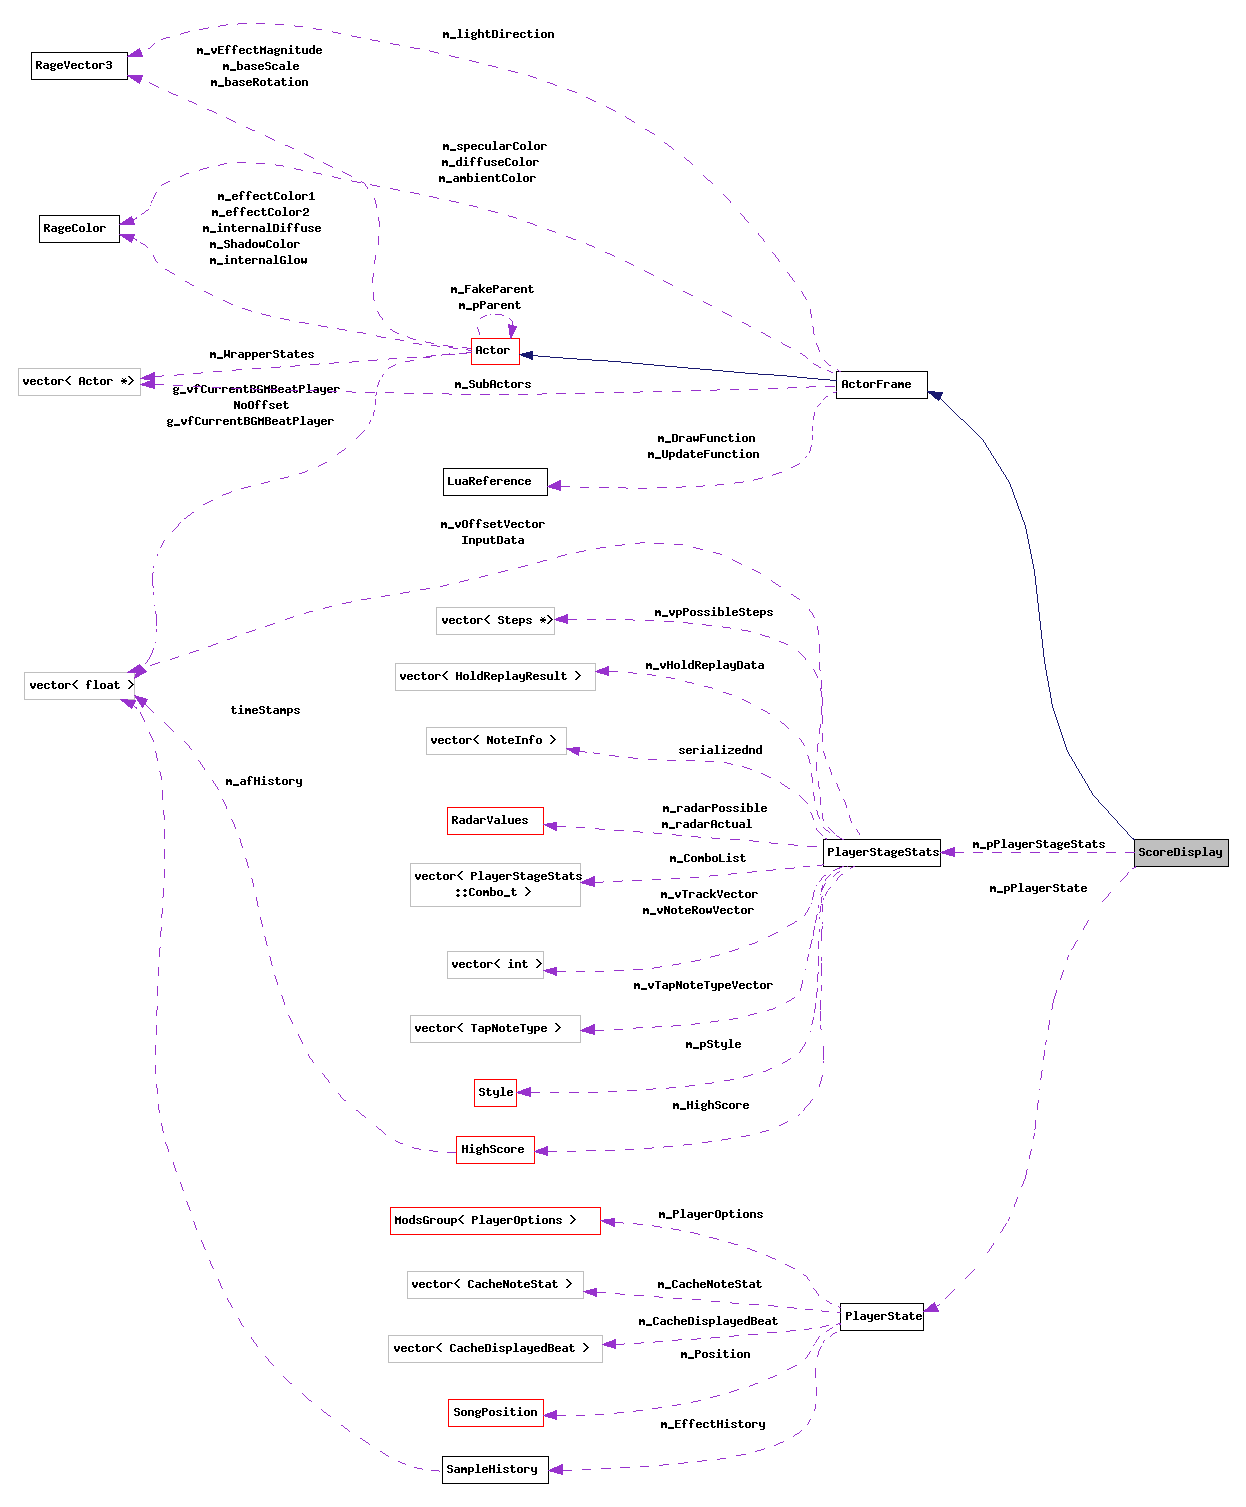 m_lightDirection
m_vEffectMagnitude
m_baseScale
m_baseRotation
RageVector3
m_specularColor
m_diffuseColor
m_ambientColor
m_effectColor1
m_effectColor2
m_internalDiffuse
m_ShadowColor
m_internalGlow
RageColor
m_FakeParent
m_pParent
Actor
m_WrapperStates
vector< Actor *>
m_SubActors
ActorFrame
g_vfCurrentBGMBeatPlayer
NoOffset
g_vfCurrentBGMBeatPlayer
m_DrawFunction
m_UpdateFunction
LuaReference
m_vOffsetVector
InputData
m_vpPossibleSteps
vector< Steps *>
m_vHoldReplayData
vector< HoldReplayResult >
vector< float >
timeStamps
vector< NoteInfo >
serializednd
m_afHistory
m_radarPossible
m_radarActual
RadarValues
m_ComboList
vector< PlayerStageStats
::Combo_t >
PlayerStageStats
m_pPlayerStageStats
ScoreDisplay
m_pPlayerState
m_vTrackVector
m_vNoteRowVector
vector< int >
m_vTapNoteTypeVector
vector< TapNoteType >
m_pStyle
Style
m_HighScore
HighScore
m_PlayerOptions
ModsGroup< PlayerOptions >
m_CacheNoteStat
vector< CacheNoteStat >
PlayerState
m_CacheDisplayedBeat
vector< CacheDisplayedBeat >
m_Position
SongPosition
m_EffectHistory
SampleHistory